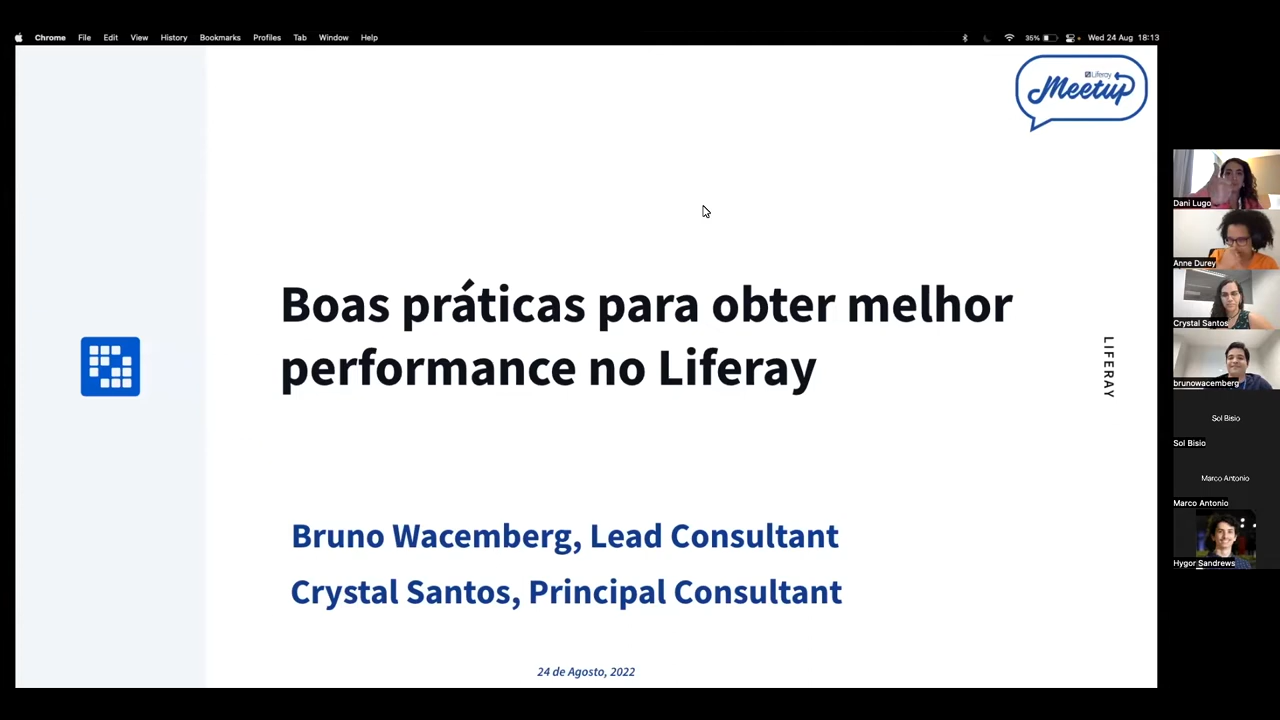 Chrome File Edit View History Bookmarks Profiles Tab Window Help
35% Wed 24 Aug 18:13
Liferay
Meetup
Boas práticas para obter melhor
performance no Liferay
LIFERAY
Bruno Wacemberg, Lead Consultant
Crystal Santos, Principal Consultant
24 de Agosto, 2022
Dani Lugo
Anne Durey
Crystal Santos
brunowacemberg
Sol Bisio
Sol Bisio
Marco Antonio
Marco Antonio
Hygor Sandrews